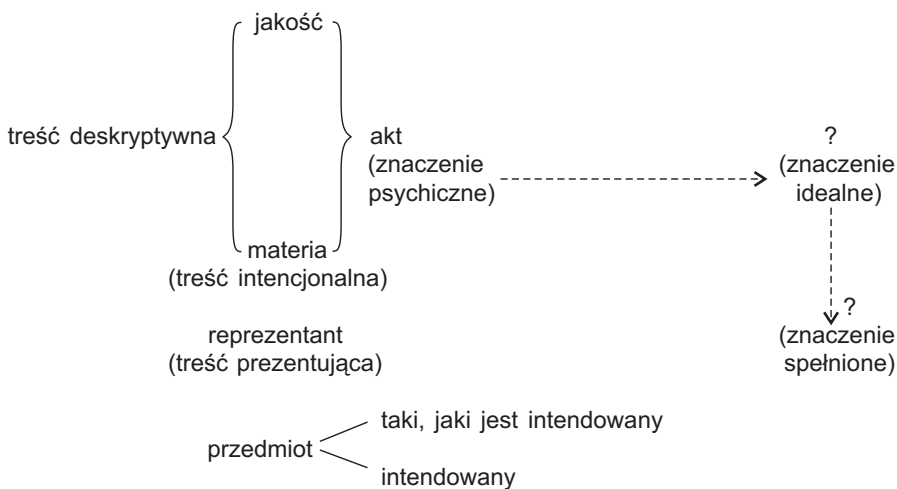 jakość
treść deskryptywna
akt
(znaczenie
psychiczne)
?
(znaczenie
idealne)
materia
(treść intencjonalna)
reprezentant
(treść prezentująca)
?
(znaczenie
spełnione)
przedmiot
taki, jaki jest intendowany
intendowany